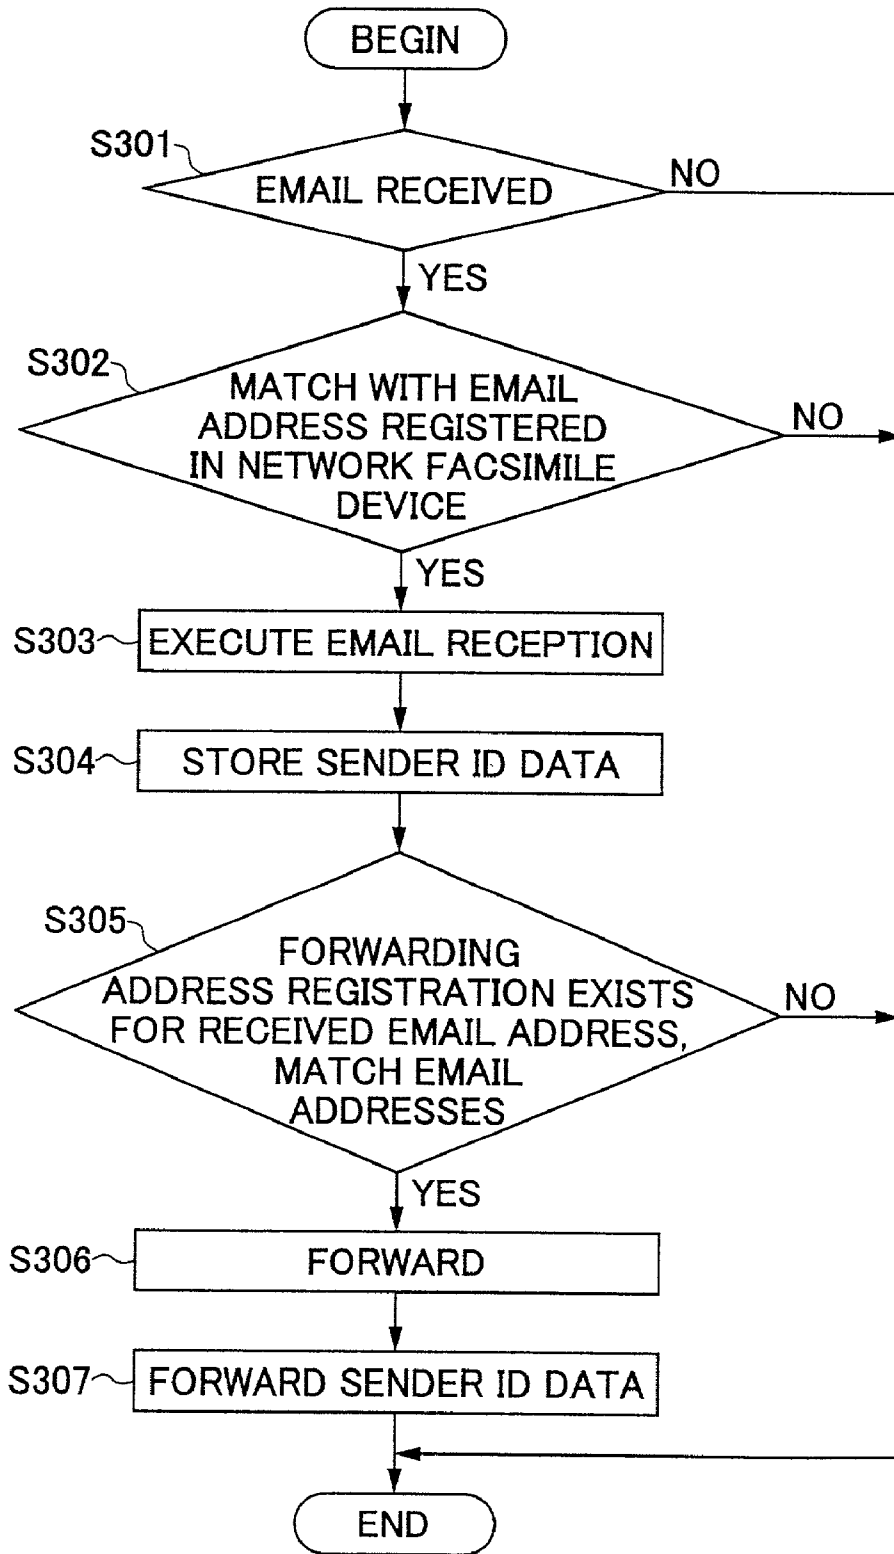 BEGIN
S301
EMAIL RECEIVED
NO
YES
S302
MATCH WITH EMAIL
ADDRESS REGISTERED
IN NETWORK FACSIMILE
DEVICE
NO
YES
S303
EXECUTE EMAIL RECEPTION
S304
STORE SENDER ID DATA
S305
FORWARDING
ADDRESS REGISTRATION EXISTS
FOR RECEIVED EMAIL ADDRESS,
MATCH EMAIL
ADDRESSES
NO
YES
S306
FORWARD
S307
FORWARD SENDER ID DATA
END